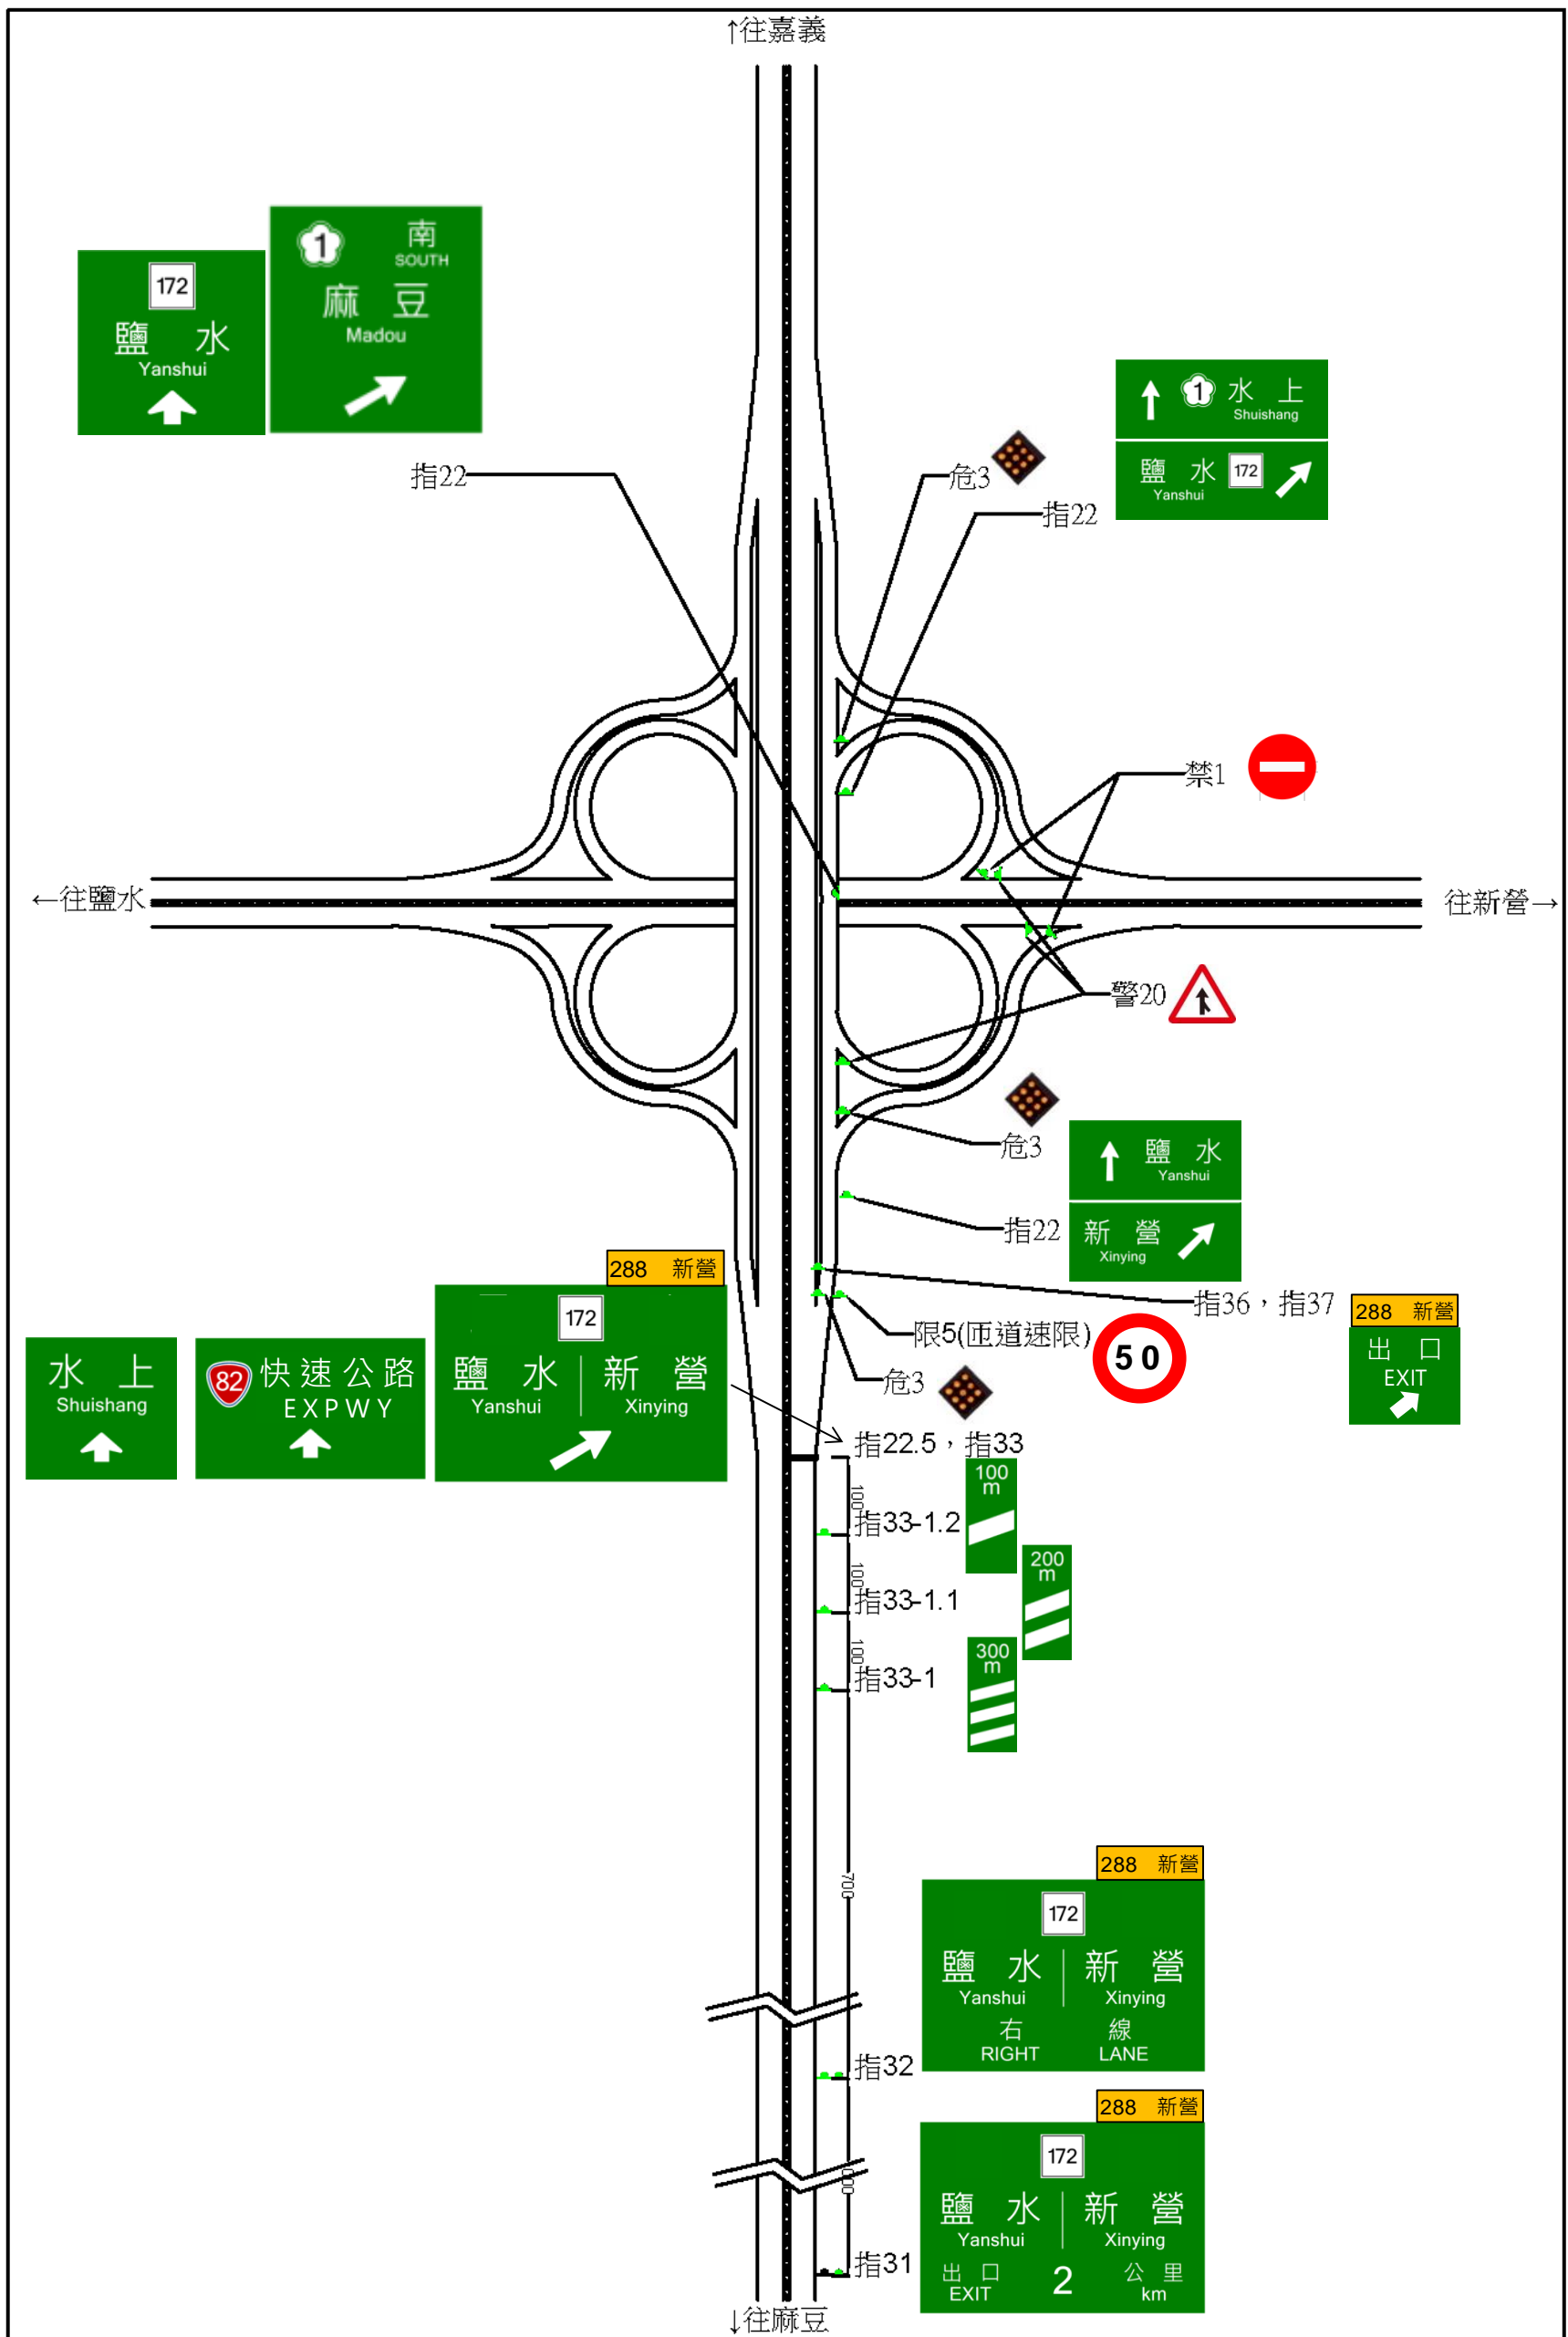 ↑往嘉義
1 南
SOUTH
麻 豆
Madou
172
鹽 水
Yanshui
1 水 上
Shuishang
鹽 水 172
Yanshui
指22
危3
指22
禁1
←往鹽水
往新營→
警20
危3
鹽 水
Yanshui
新 營
Xinying
指22
288 新營
172
鹽 水 新 營
Yanshui Xinying
水 上
Shuishang
82 快速公路
EXPWY
指36，指37
288 新營
出 口
EXIT
限5(匝道速限)
50
危3
指22.5，指33
100
m
100
指33-1.2
200
m
100
指33-1.1
300
m
100
指33-1
700
288 新營
172
鹽 水 新 營
Yanshui Xinying
右 線
RIGHT LANE
指32
288 新營
172
鹽 水 新 營
Yanshui Xinying
出 口 2 公 里
EXIT km
指31
↓往麻豆